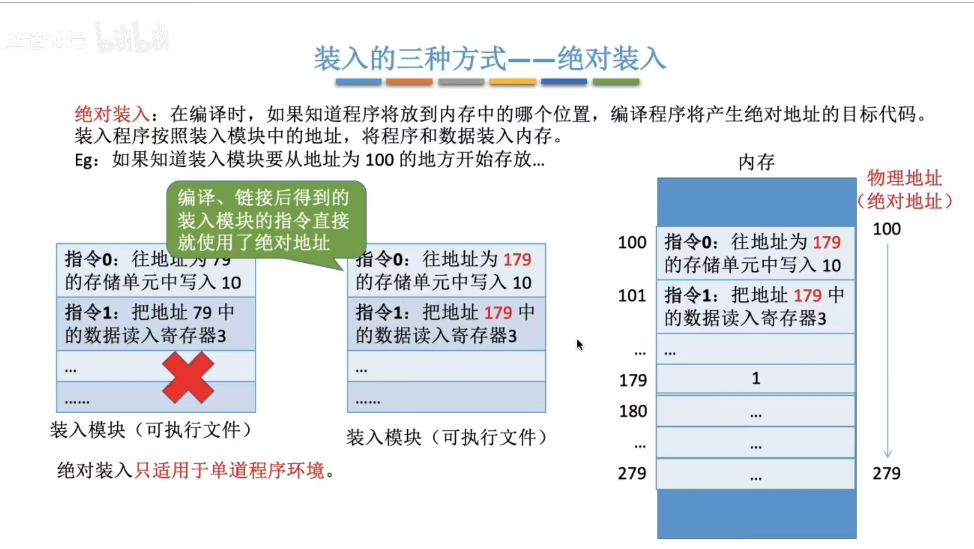 bilibili
装入的三种方式——绝对装入
绝对装入：在编译时，如果知道程序将放到内存中的哪个位置，编译程序将产生绝对地址的目标代码。
装入程序按照装入模块中的地址，将程序和数据装入内存。
Eg：如果知道装入模块要从地址为 100 的地方开始存放...
编译、链接后得到的
装入模块的指令直接
就使用了绝对地址
指令0：往地址为 79
的存储单元中写入 10
指令1：把地址 79 中
的数据读入寄存器3
...
......
装入模块（可执行文件）
指令0：往地址为 179
的存储单元中写入 10
指令1：把地址 179 中
的数据读入寄存器3
...
......
装入模块（可执行文件）
绝对装入只适用于单道程序环境。
内存
物理地址
（绝对地址）
100
指令0：往地址为 179
的存储单元中写入 10
101
指令1：把地址 179 中
的数据读入寄存器3
... ...
179 1
180 ...
... ...
279 ...
100
279